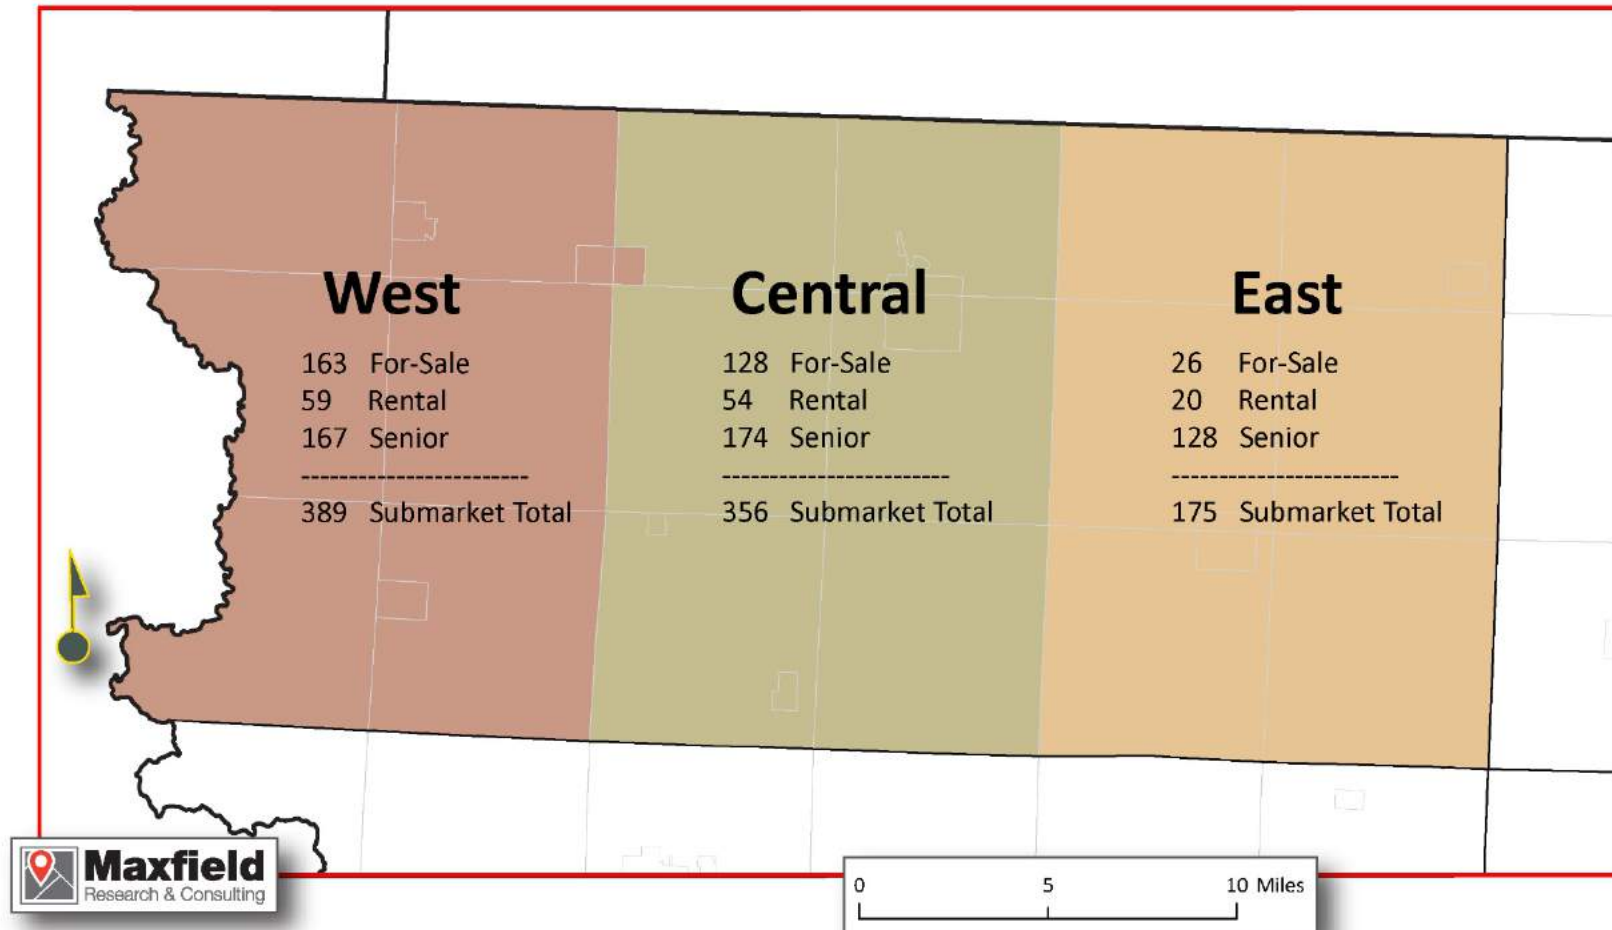 West
163 For-Sale
59 Rental
167 Senior
------------------------
389 Submarket Total
Central
128 For-Sale
54 Rental
174 Senior
------------------------
356 Submarket Total
East
26 For-Sale
20 Rental
128 Senior
------------------------
175 Submarket Total
Maxfield
Research & Consulting
0 5 10 Miles